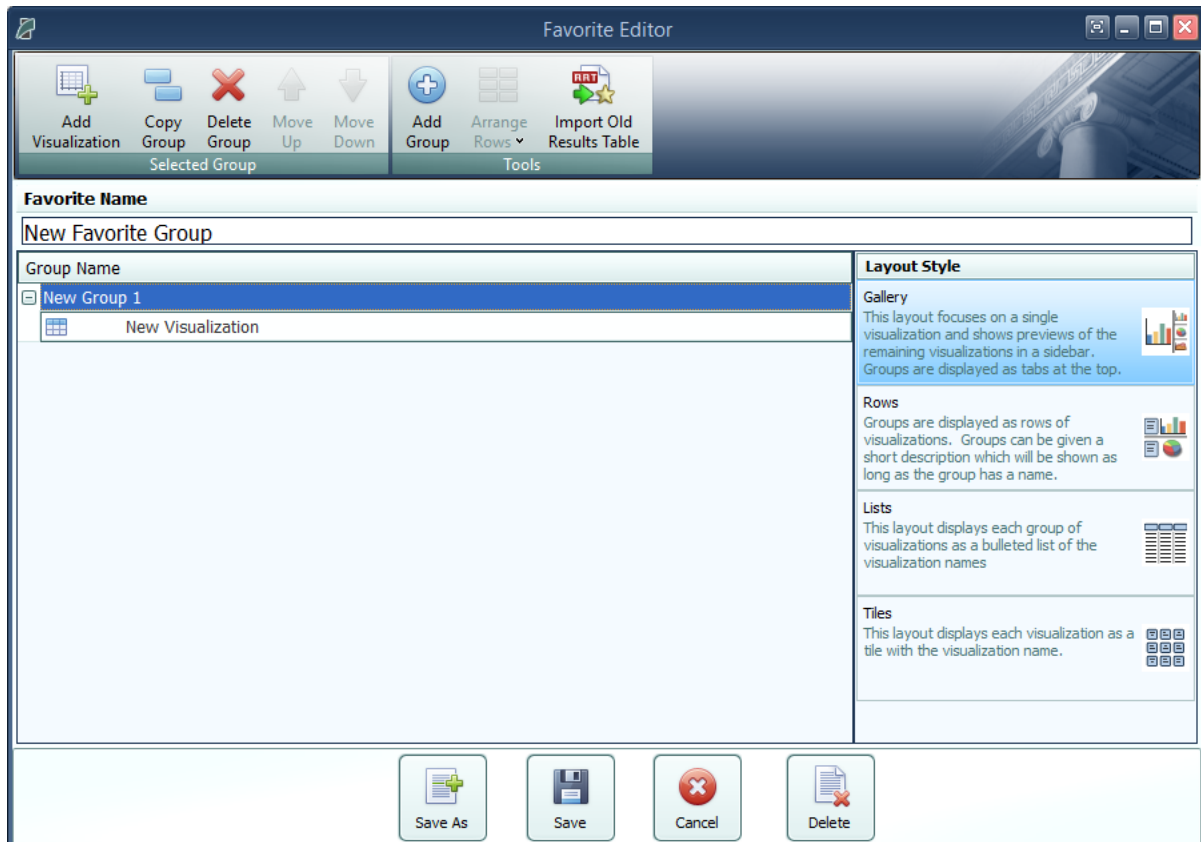 Favorite Editor
Add
Visualization
Copy
Group
Delete
Group
Move
Up
Move
Down
Selected Group
Add
Group
Arrange
Rows
RRT
Import Old
Results Table
Tools
Favorite Name
New Favorite Group
Group Name
New Group 1
New Visualization
Layout Style
Gallery
This layout focuses on a single
visualization and shows previews of the
remaining visualizations in a sidebar.
Groups are displayed as tabs at the top.
Rows
Groups are displayed as rows of
visualizations.  Groups can be given a
short description which will be shown as
long as the group has a name.
Lists
This layout displays each group of
visualizations as a bulleted list of the
visualization names
Tiles
This layout displays each visualization as a
tile with the visualization name.
Save As
Save
Cancel
Delete